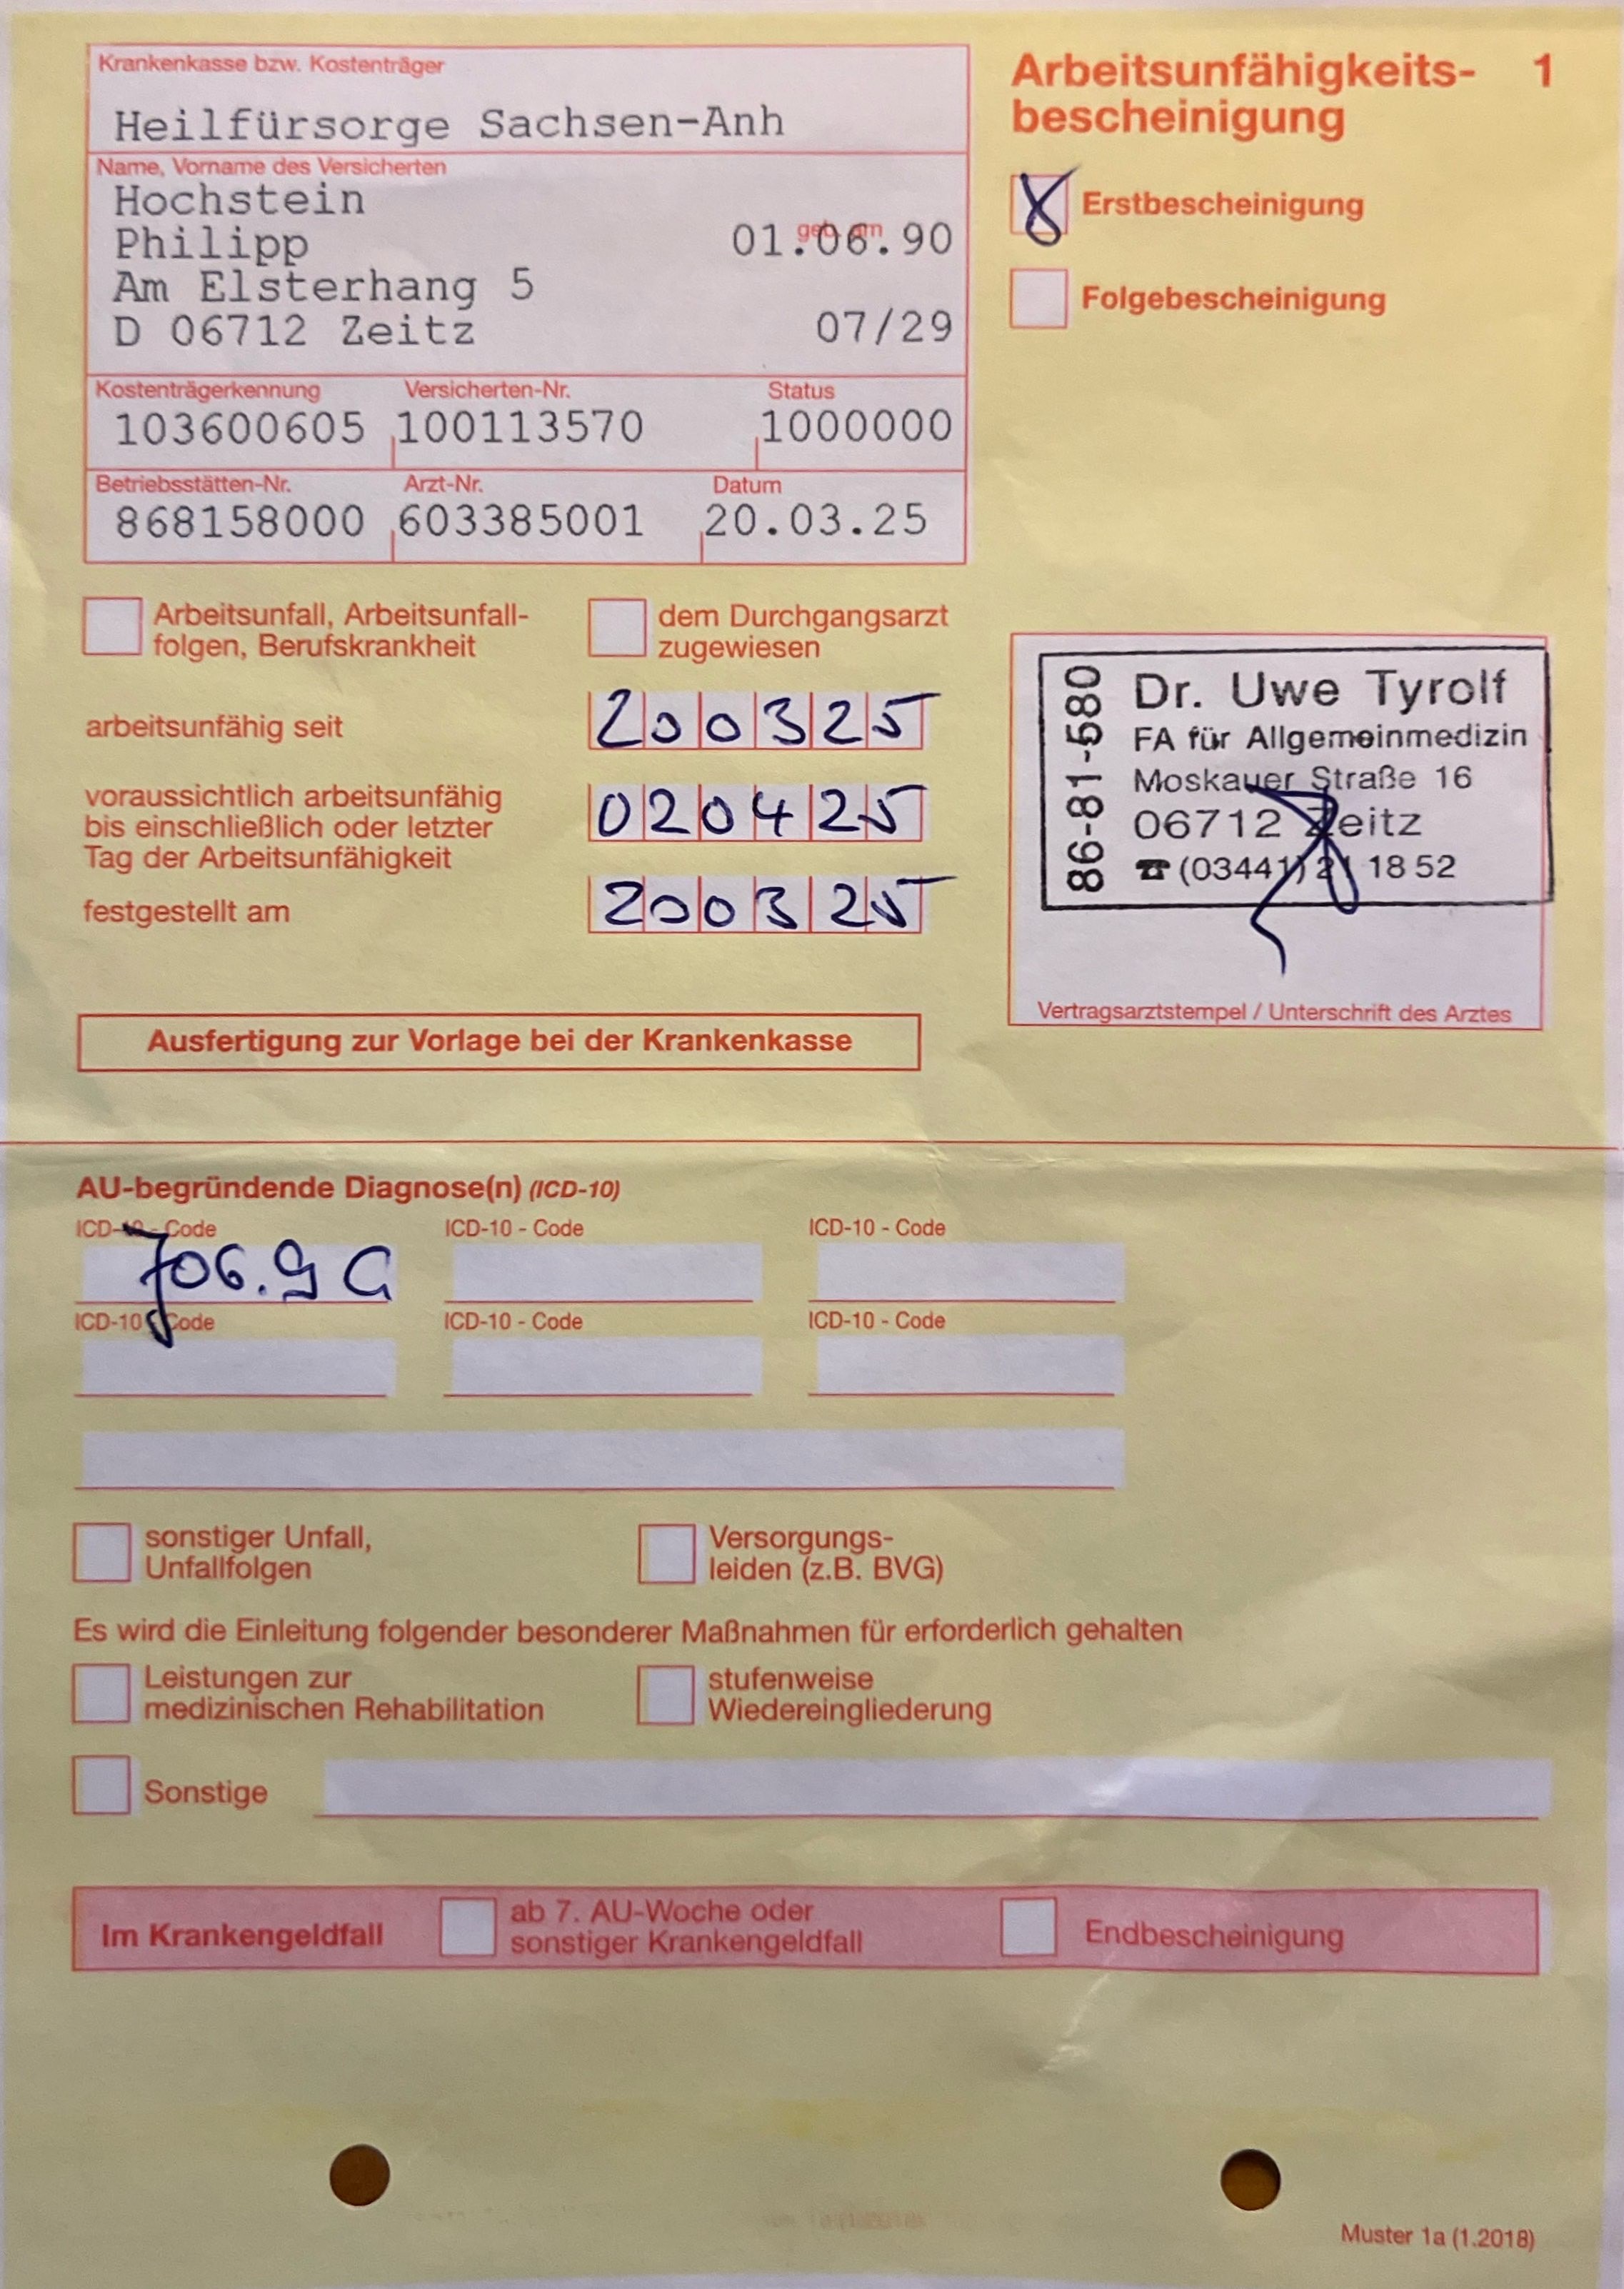 Krankenkasse bzw. Kostenträger
Heilfürsorge Sachsen-Anh
Name, Vorname des Versicherten
Hochstein
Philipp
geb. am
01.06.90
Am Elsterhang 5
D 06712 Zeitz 07/29
Kostenträgerkennung Versicherten-Nr. Status
103600605 100113570 1000000
Betriebsstätten-Nr. Arzt-Nr. Datum
868158000 603385001 20.03.25
Arbeitsunfähigkeits- 1
bescheinigung
X Erstbescheinigung
Folgebescheinigung
Arbeitsunfall, Arbeitsunfall-
folgen, Berufskrankheit
dem Durchgangsarzt
zugewiesen
arbeitsunfähig seit 200325
voraussichtlich arbeitsunfähig
bis einschließlich oder letzter
Tag der Arbeitsunfähigkeit
020425
festgestellt am 200325
86-81-580
Dr. Uwe Tyrolf
FA für Allgemeinmedizin
Moskauer Straße 16
06712 Zeitz
☎ (03441) 21 18 52
Vertragsarztstempel / Unterschrift des Arztes
Ausfertigung zur Vorlage bei der Krankenkasse
AU-begründende Diagnose(n) (ICD-10)
ICD-10 - Code ICD-10 - Code ICD-10 - Code
J06.9 G
ICD-10 - Code ICD-10 - Code ICD-10 - Code
sonstiger Unfall,
Unfallfolgen
Versorgungs-
leiden (z.B. BVG)
Es wird die Einleitung folgender besonderer Maßnahmen für erforderlich gehalten
Leistungen zur
medizinischen Rehabilitation
stufenweise
Wiedereingliederung
Sonstige
Im Krankengeldfall
ab 7. AU-Woche oder
sonstiger Krankengeldfall
Endbescheinigung
Muster 1a (1.2018)